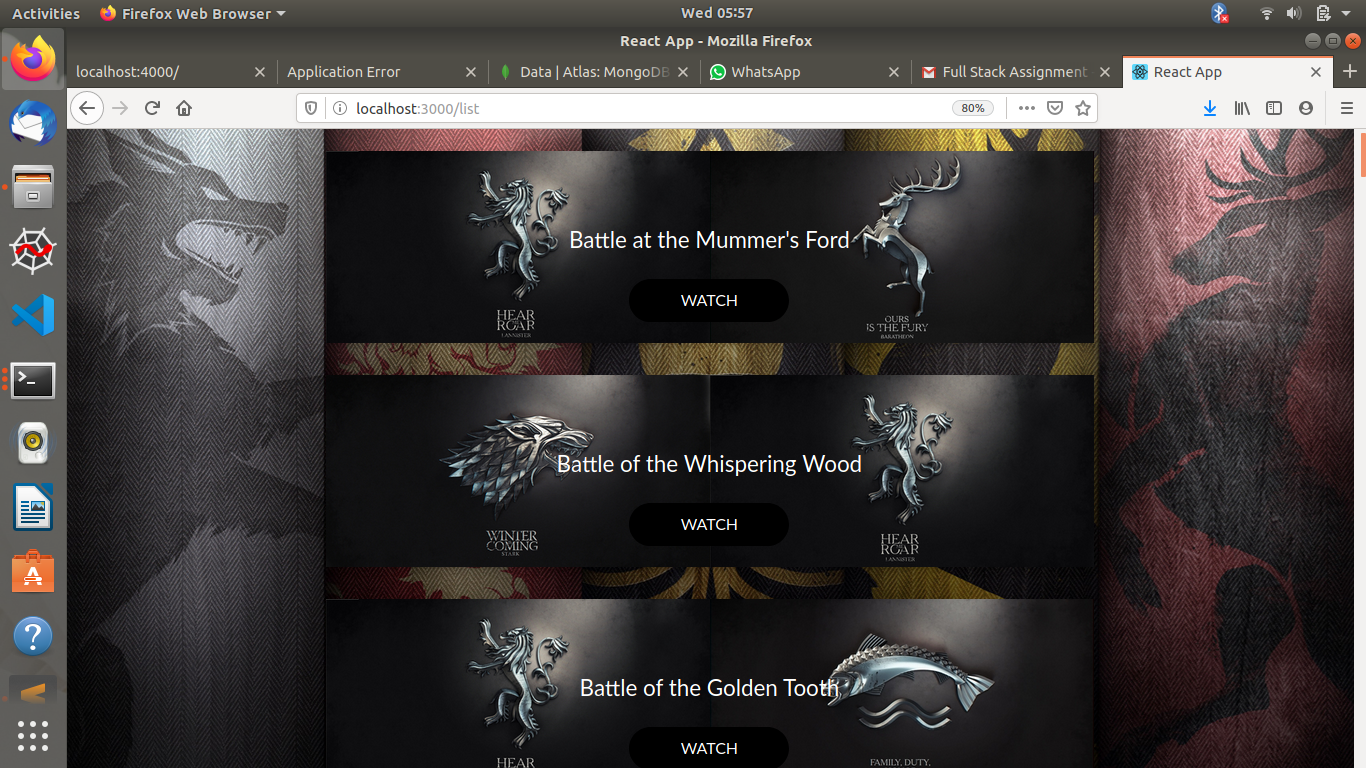 Activities Firefox Web Browser Wed 05:57
React App - Mozilla Firefox
localhost:4000/ Application Error Data | Atlas: MongoDB WhatsApp Full Stack Assignment React App
localhost:3000/list 80%
Battle at the Mummer's Ford
WATCH
HEAR
ROAR
LANNISTER
OURS
IS THE FURY
BARATHEON
Battle of the Whispering Wood
WATCH
WINTER
COMING
STARK
HEAR
ROAR
LANNISTER
Battle of the Golden Tooth
WATCH
HEAR
FAMILY, DUTY,